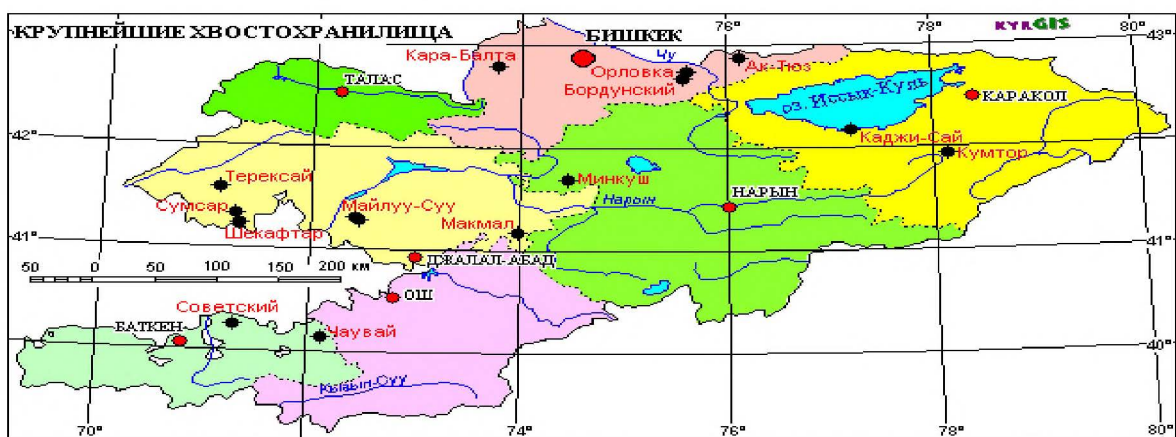 КРУПНЕЙШИЕ ХВОСТОХРАНИЛИЩА
76°
78°
KYRGIS
80°
43°
БИШКЕК
Чу
Кара-Балта
Орловка
Ак-Тюз
Бордунский
ТАЛАС
оз. Иссык-Куль
КАРАКОЛ
42°
42°
Каджи-Сай
Кумтор
Терексай
Минкуш
Нарын
НАРЫН
Сумсар
Майлуу-Суу
Шекафтар
Макмал
41°
41°
ДЖАЛАЛ-АБАД
50 0 50 100 200 км
ОШ
Советский
БАТКЕН
Чаувай
40°
Кызыл-Суу
70°
74°
76°
78°
80°